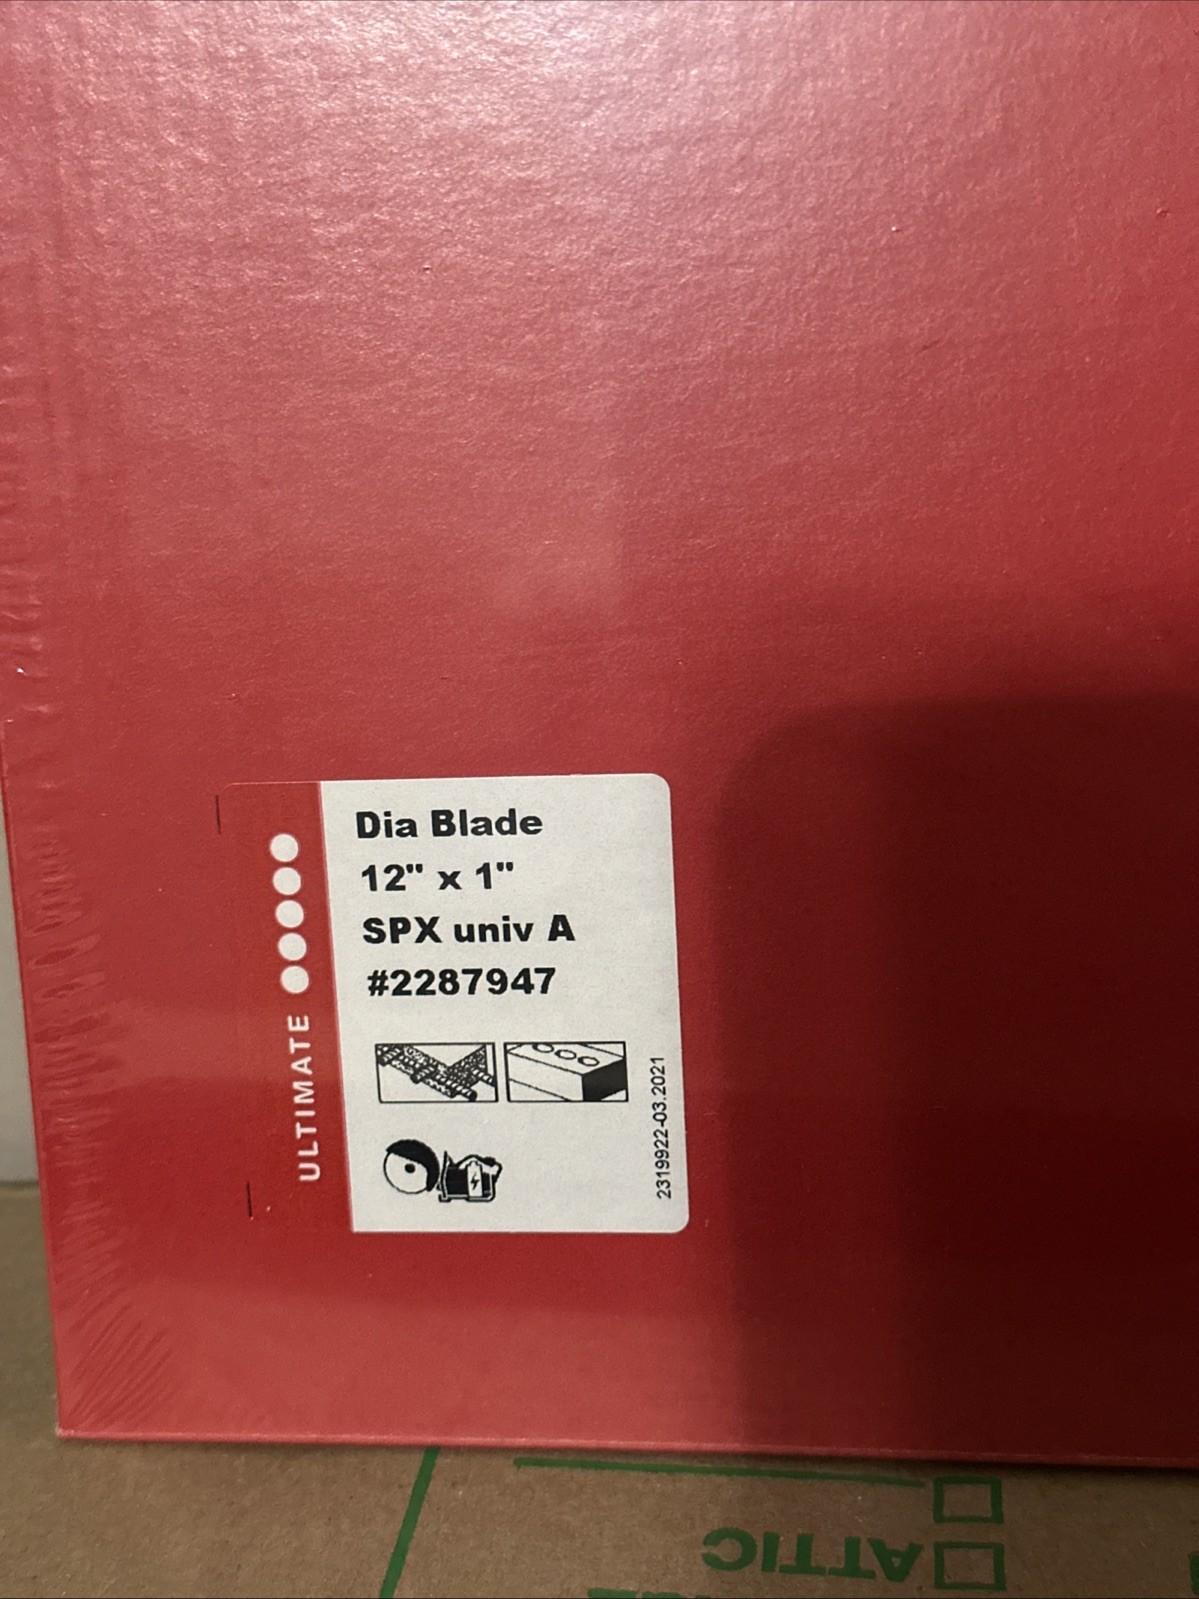 Dia Blade
12" x 1"
SPX univ A
#2287947
ULTIMATE
2319922-03.2021
ATTIC